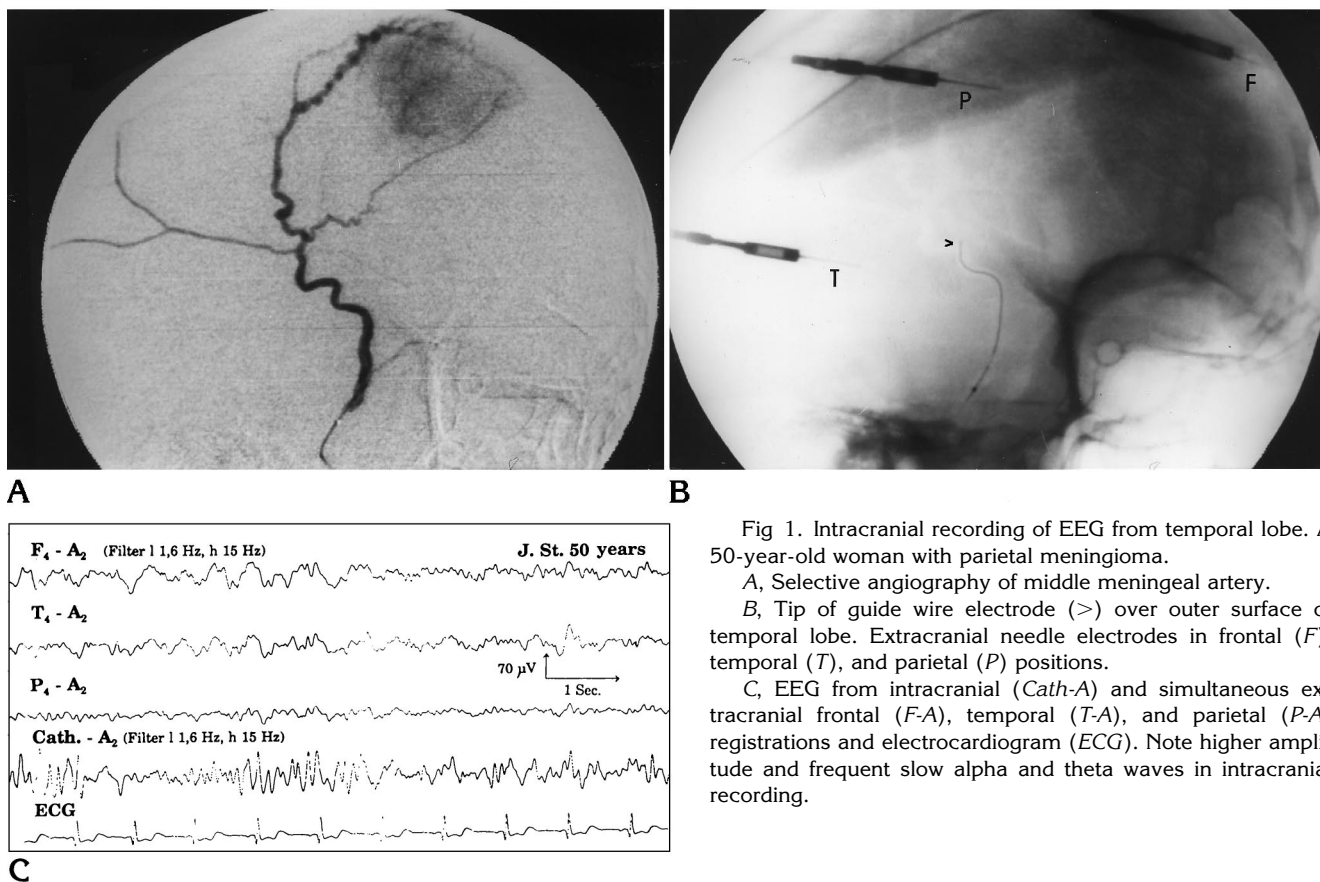 P
F
T
>
A
B
F4 - A2 (Filter l 1,6 Hz, h 15 Hz) J. St. 50 years
T4 - A2
70 μV
1 Sec.
P4 - A2
Cath. - A2 (Filter l 1,6 Hz, h 15 Hz)
ECG
C
Fig 1. Intracranial recording of EEG from temporal lobe. A
50-year-old woman with parietal meningioma.
A, Selective angiography of middle meningeal artery.
B, Tip of guide wire electrode (>) over outer surface o
temporal lobe. Extracranial needle electrodes in frontal (F)
temporal (T), and parietal (P) positions.
C, EEG from intracranial (Cath-A) and simultaneous ex
tracranial frontal (F-A), temporal (T-A), and parietal (P-A
registrations and electrocardiogram (ECG). Note higher ampli
tude and frequent slow alpha and theta waves in intracrania
recording.